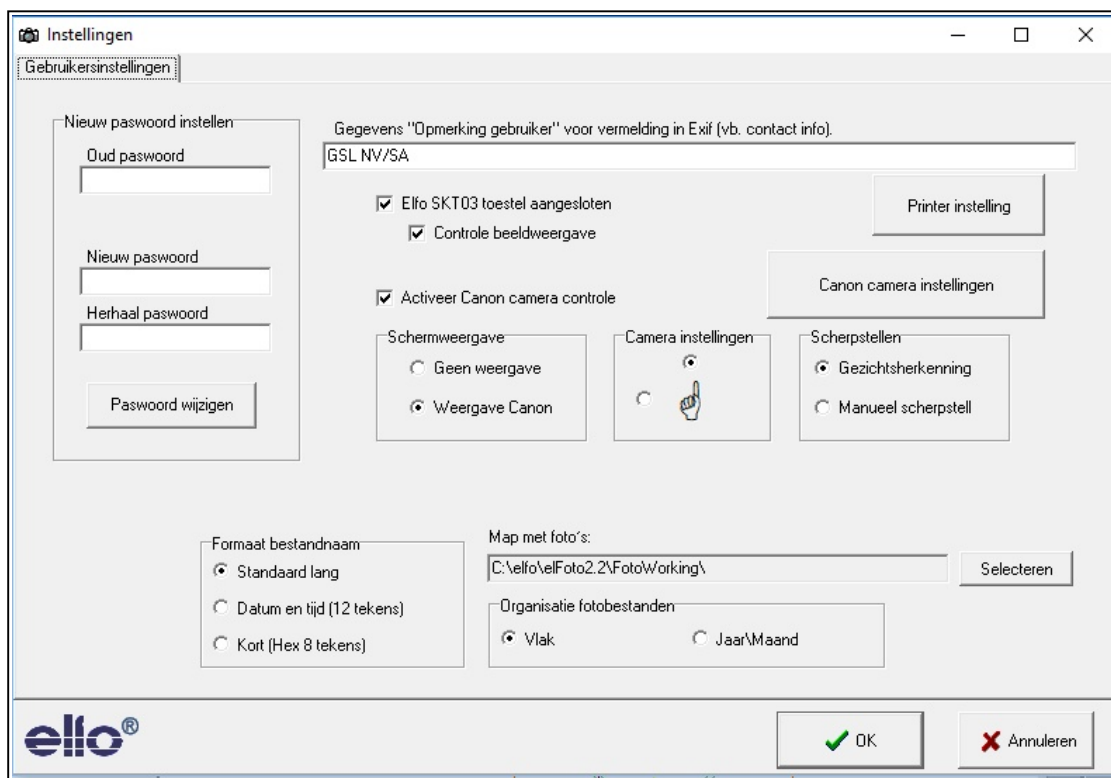 Instellingen
Gebruikersinstellingen
Nieuw paswoord instellen
Oud paswoord
Nieuw paswoord
Herhaal paswoord
Paswoord wijzigen
Gegevens "Opmerking gebruiker" voor vermelding in Exif (vb. contact info).
GSL NV/SA
Elfo SKT03 toestel aangesloten
Controle beeldweergave
Printer instelling
Activeer Canon camera controle
Canon camera instellingen
Schermweergave
Geen weergave
Weergave Canon
Camera instellingen
Scherpstellen
Gezichtsherkenning
Manueel scherpstell
Formaat bestandnaam
Standaard lang
Datum en tijd (12 tekens)
Kort (Hex 8 tekens)
Map met foto´s:
C:\elfo\elFoto2.2\FotoWorking\
Selecteren
Organisatie fotobestanden
Vlak
Jaar\Maand
elfo®
OK
Annuleren